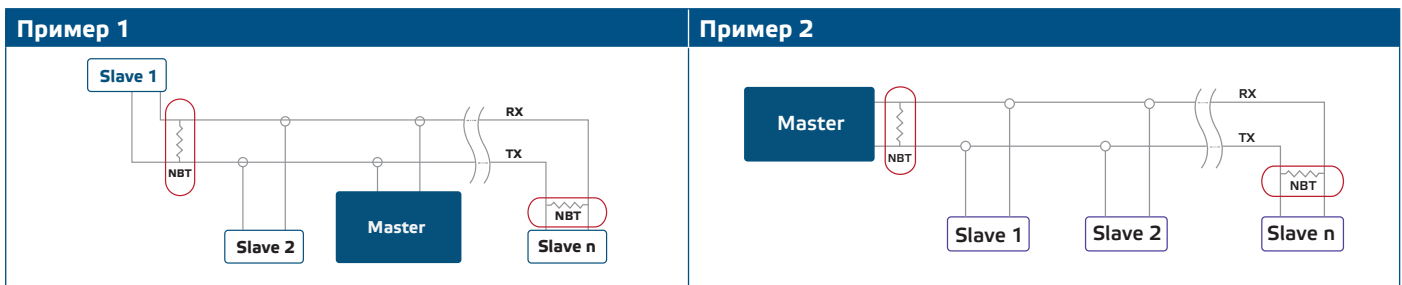 Пример 1
Slave 1
RX
TX
NBT
NBT
Master
Slave 2
Slave n
Пример 2
RX
Master
TX
NBT
NBT
Slave 1
Slave 2
Slave n